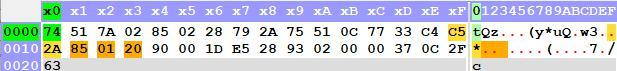 x0 x1 x2 x3 x4 x5 x6 x7 x8 x9 xA xB xC xD xE xF 0123456789ABCDEF
0000 74 51 7A 02 85 02 28 79 2A 75 51 0C 77 33 C4 C5 tQz...(y*uQ.w3..
0010 2A 85 01 20 90 00 1D E5 28 93 02 00 00 37 0C 2F *.. ....(....7./
0020 63 c